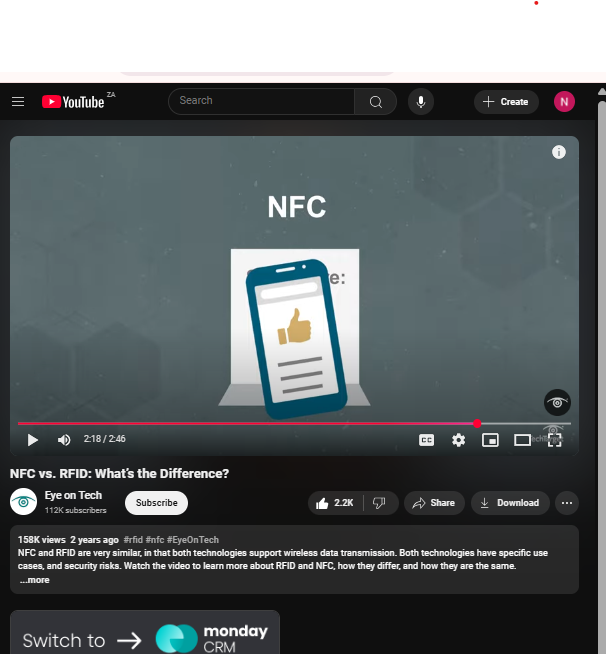 YouTube ZA
Search
Create
N
NFC
e:
2:18 / 2:46
CC
NFC vs. RFID: What's the Difference?
Eye on Tech
112K subscribers
Subscribe
2.2K
Share
Download
158K views 2 years ago #rfid #nfc #EyeOnTech
NFC and RFID are very similar, in that both technologies support wireless data transmission. Both technologies have specific use
cases, and security risks. Watch the video to learn more about RFID and NFC, how they differ, and how they are the same.
...more
Switch to
monday
CRM